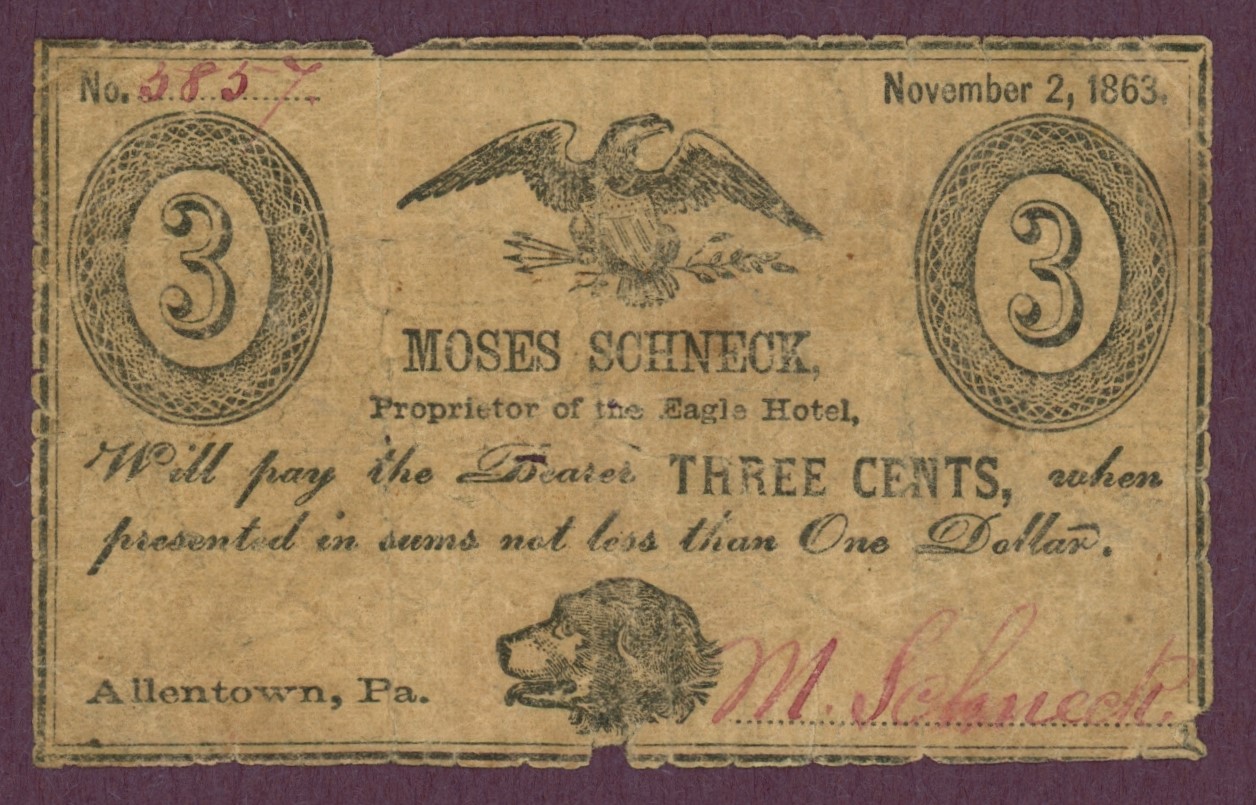 No. 5857
November 2, 1863.
3
3
MOSES SCHNECK,
Proprietor of the Eagle Hotel,
Will pay the Bearer THREE CENTS, when
presented in sums not less than One Dollar.
Allentown, Pa.
M. Schneck.